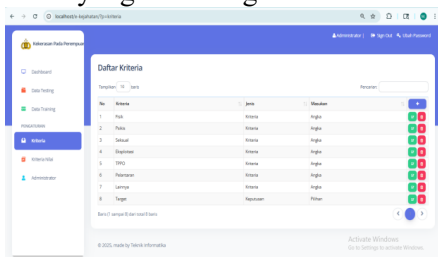 localhost/x-kejahatan/?p=kriteria
Administrator Sign Out Ubah Password
Kekerasan Pada Perempuan
Dashboard
Data Testing
Data Training
Kriteria
Kriteria Nilai
Administrator
Daftar Kriteria
Tampilkan 10 baris Pencarian:
No Kriteria Jenis Masukan
1 Fisik Kriteria Angka
2 Psikis Kriteria Angka
3 Seksual Kriteria Angka
4 Eksploitasi Kriteria Angka
5 TPPO Kriteria Angka
6 Pelantaran Kriteria Angka
7 Lainnya Kriteria Angka
8 Target Keputusan Pilihan
Baris (1 sampai 8) dari total 8 baris
© 2025, made by Teknik Informatika
Activate Windows
Go to Settings to activate Windows.